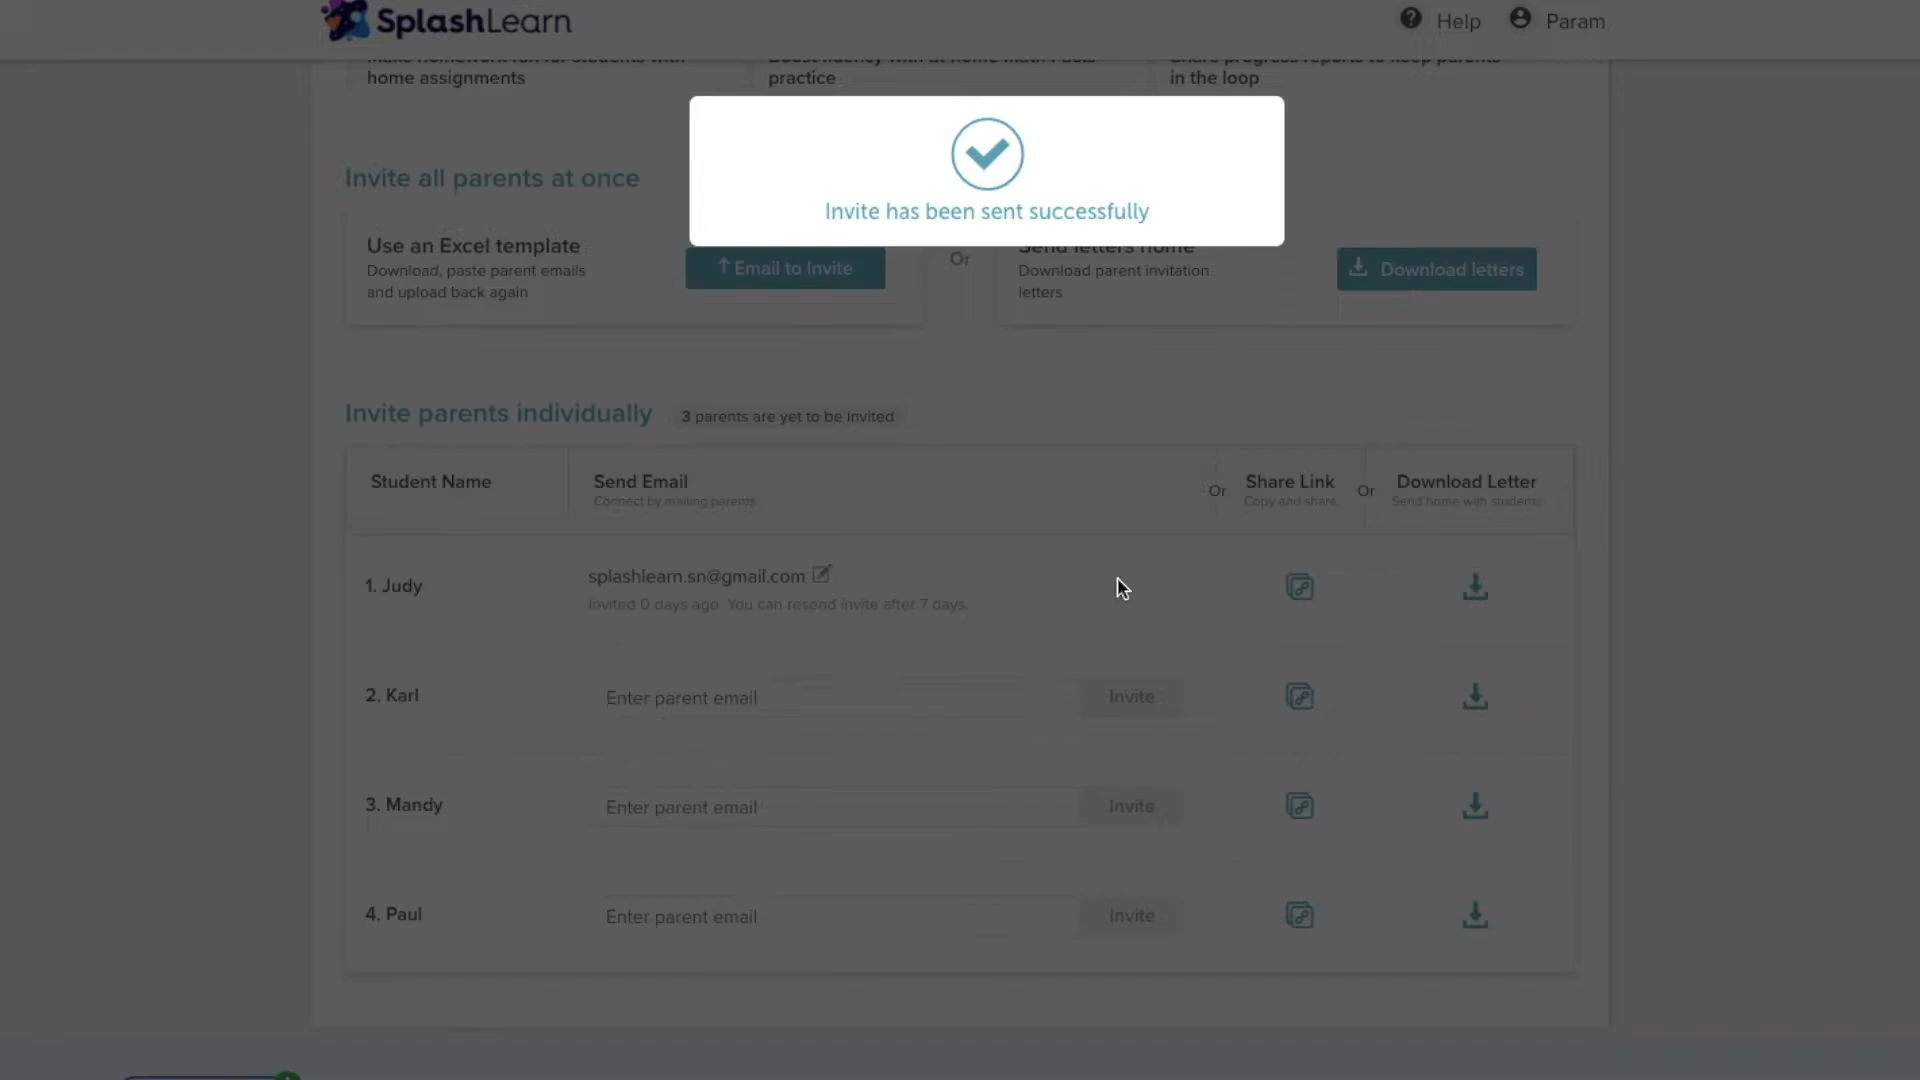 SplashLearn
Help
Param
Make homework fun for students with
home assignments
Boost fluency with at-home Math Facts
practice
Share progress reports to keep parents
in the loop
Invite has been sent successfully
Invite all parents at once
Use an Excel template
Download, paste parent emails
and upload back again
Email to Invite
Or
Send letters home
Download parent invitation
letters
Download letters
Invite parents individually
3 parents are yet to be invited
Student Name
Send Email
Connect by mailing parents
Or
Share Link
Copy and share
Or
Download Letter
Send home with students
1. Judy
splashlearn.sn@gmail.com
Invited 0 days ago. You can resend invite after 7 days.
2. Karl
Enter parent email
Invite
3. Mandy
Enter parent email
Invite
4. Paul
Enter parent email
Invite